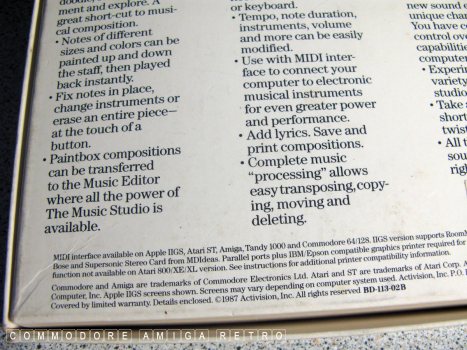 doodle,
ment and explore. A
great short-cut to musi-
cal composition.
• Notes of different
sizes and colors can be
painted up and down
the staff, then played
back instantly.
• Fix notes in place,
change instruments or
erase an entire piece—
at the touch of a
button.
• Paintbox compositions
can be transferred
to the Music Editor
where all the power of
The Music Studio is
available.
or keyboard.
• Tempo, note duration,
instruments, volume
and more can be easily
modified.
• Use with MIDI inter-
face to connect your
computer to electronic
musical instruments
for even greater power
and performance.
• Add lyrics. Save and
print compositions.
• Complete music
"processing" allows
easy transposing, copy-
ing, moving and
deleting.
new sound
unique char
You have c
control ove
capabilities
computer
• Experi
variety
studio
• Take
short
twist
• All t
sour
righ
MIDI interface available on Apple IIGS, Atari ST, Amiga, Tandy 1000 and Commodore 64/128. IIGS version supports Room
Bose and Supersonic Stereo Card from MDIdeas. Parallel ports plus IBM/Epson compatible graphics printer required for
function not available on Atari 800/XE/XL version. See instructions for additional printer compatibility information.
Commodore and Amiga are trademarks of Commodore Electronics Ltd. Atari and ST are trademarks of Atari Corp. A
Computer, Inc. Apple IIGS screens shown. Screens may vary depending on computer system used. Activision, Inc. P.O.
Covered by limited warranty. Details enclosed. ©1987 Activision, Inc. All rights reserved. BD-113-02B
COMMODORE AMIGA RETRO